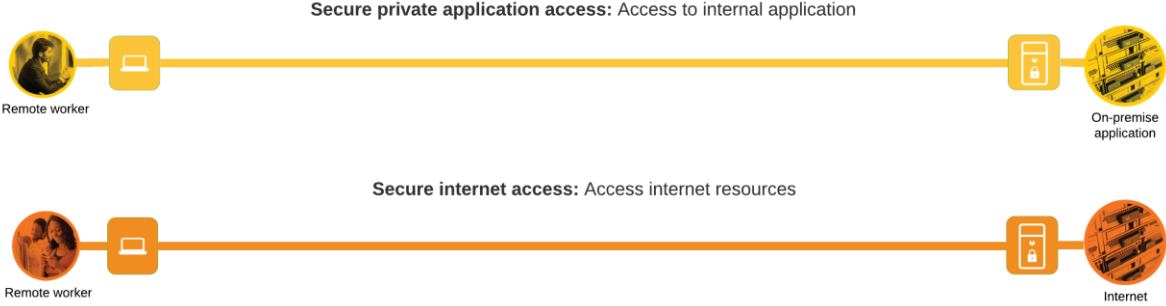 Secure private application access: Access to internal application
Remote worker
On-premise
application
Secure internet access: Access internet resources
Remote worker
Internet